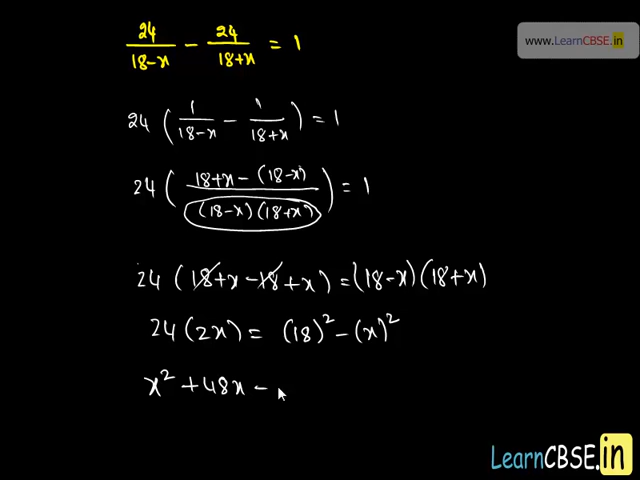 24/(18-x) - 24/(18+x) = 1
www.LearnCBSE.in
24 ( 1/(18-x) - 1/(18+x) ) = 1
24 ( (18+x - (18-x)) / ((18-x)(18+x)) ) = 1
24 (18+x - 18+x) = (18-x)(18+x)
24 (2x) = (18)² - (x)²
x² + 48x -
LearnCBSE.in